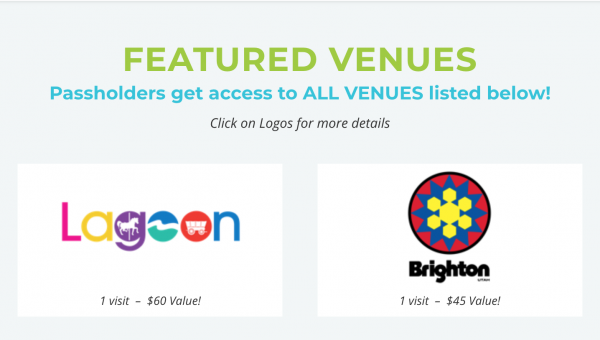 FEATURED VENUES
Passholders get access to ALL VENUES listed below!
Click on Logos for more details
Lagoon
Brighton
1 visit – $60 Value!
1 visit – $45 Value!